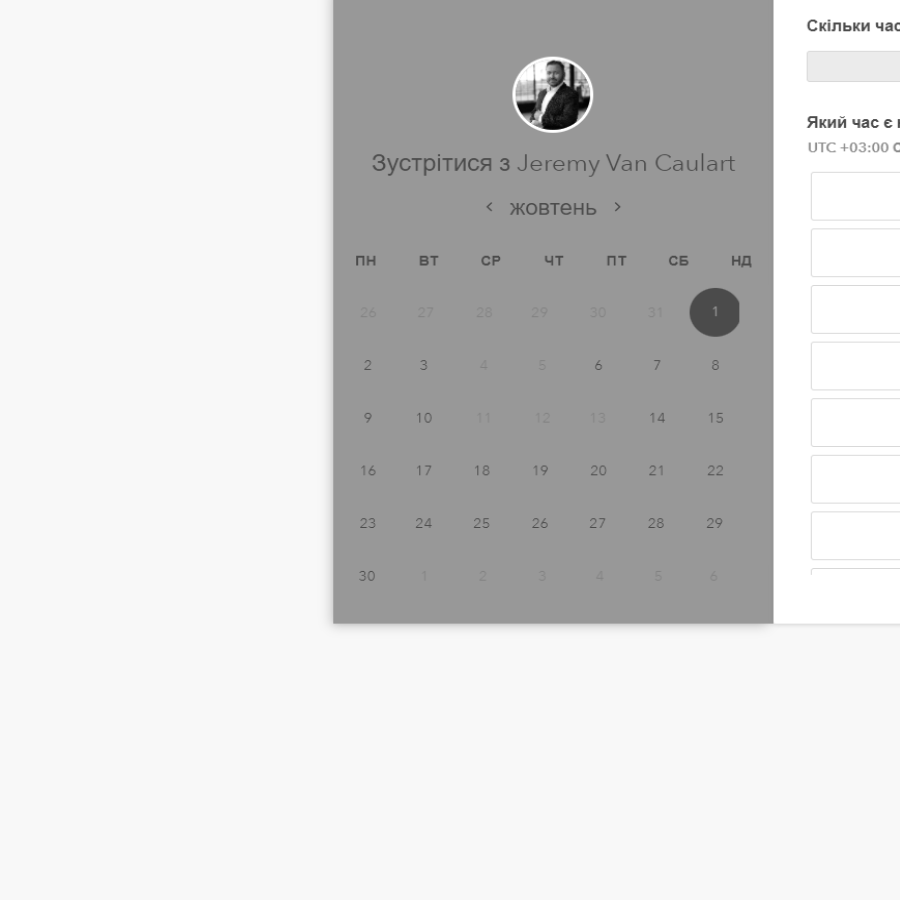 Зустрітися з Jeremy Van Caulart
< жовтень >
ПН ВТ СР ЧТ ПТ СБ НД
26 27 28 29 30 31 1
2 3 4 5 6 7 8
9 10 11 12 13 14 15
16 17 18 19 20 21 22
23 24 25 26 27 28 29
30 1 2 3 4 5 6
Скільки
Який час є
UTC +03:00